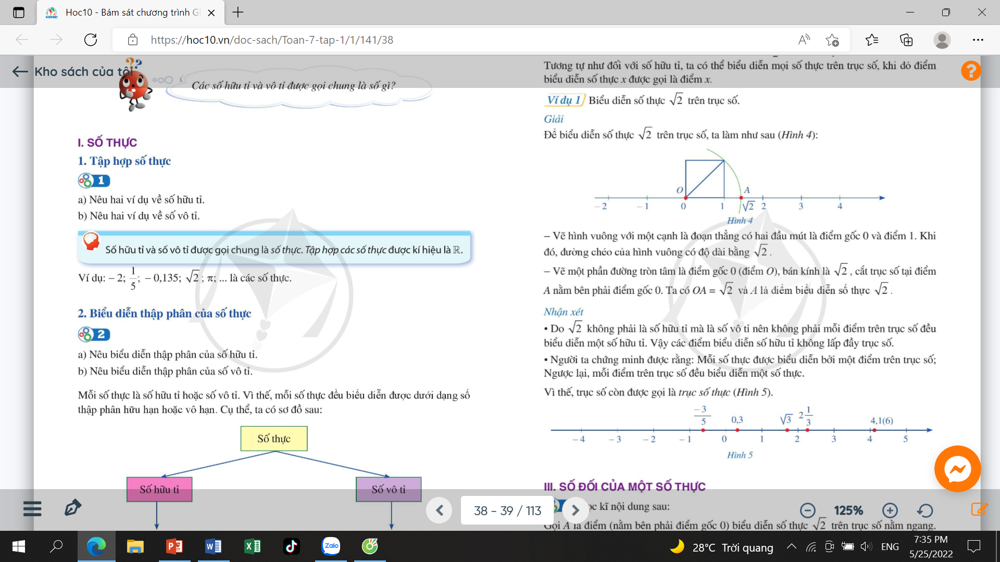 Hoc10 - Bám sát chương trình G
https://hoc10.vn/doc-sach/Toan-7-tap-1/1/141/38
Kho sách của tôi
Các số hữu tỉ và vô tỉ được gọi chung là số gì?
I. SỐ THỰC
1. Tập hợp số thực
1
a) Nêu hai ví dụ về số hữu tỉ.
b) Nêu hai ví dụ về số vô tỉ.
Số hữu tỉ và số vô tỉ được gọi chung là số thực. Tập hợp các số thực được kí hiệu là ℝ.
Ví dụ: – 2; 1/5; – 0,135; √2; π; ... là các số thực.
2. Biểu diễn thập phân của số thực
2
a) Nêu biểu diễn thập phân của số hữu tỉ.
b) Nêu biểu diễn thập phân của số vô tỉ.
Mỗi số thực là số hữu tỉ hoặc số vô tỉ. Vì thế, mỗi số thực đều biểu diễn được dưới dạng số
thập phân hữu hạn hoặc vô hạn. Cụ thể, ta có sơ đồ sau:
Số thực
Số hữu tỉ Số vô tỉ
Tương tự như đối với số hữu tỉ, ta có thể biểu diễn mọi số thực trên trục số, khi đó điểm
biểu diễn số thực x được gọi là điểm x.
Ví dụ 1 Biểu diễn số thực √2 trên trục số.
Giải
Để biểu diễn số thực √2 trên trục số, ta làm như sau (Hình 4):
O A
– 2 – 1 0 1 √2 2 3 4
Hình 4
– Vẽ hình vuông với một cạnh là đoạn thẳng có hai đầu mút là điểm gốc 0 và điểm 1. Khi
đó, đường chéo của hình vuông có độ dài bằng √2.
– Vẽ một phần đường tròn tâm là điểm gốc 0 (điểm O), bán kính là √2, cắt trục số tại điểm
A nằm bên phải điểm gốc 0. Ta có OA = √2 và A là điểm biểu diễn số thực √2.
Nhận xét
• Do √2 không phải là số hữu tỉ mà là số vô tỉ nên không phải mỗi điểm trên trục số đều
biểu diễn một số hữu tỉ. Vậy các điểm biểu diễn số hữu tỉ không lấp đầy trục số.
• Người ta chứng minh được rằng: Mỗi số thực được biểu diễn bởi một điểm trên trục số;
Ngược lại, mỗi điểm trên trục số đều biểu diễn một số thực.
Vì thế, trục số còn được gọi là trục số thực (Hình 5).
–3/5 0,3 √3 2 1/3 4,1(6)
– 4 – 3 – 2 – 1 0 1 2 3 4 5
Hình 5
III. SỐ ĐỐI CỦA MỘT SỐ THỰC
kĩ nội dung sau:
Gọi A là điểm (nằm bên phải điểm gốc 0) biểu diễn số thực √2 trên trục số nằm ngang.
38 - 39 / 113
125%
Zalo
28°C Trời quang
ENG
7:35 PM
5/25/2022